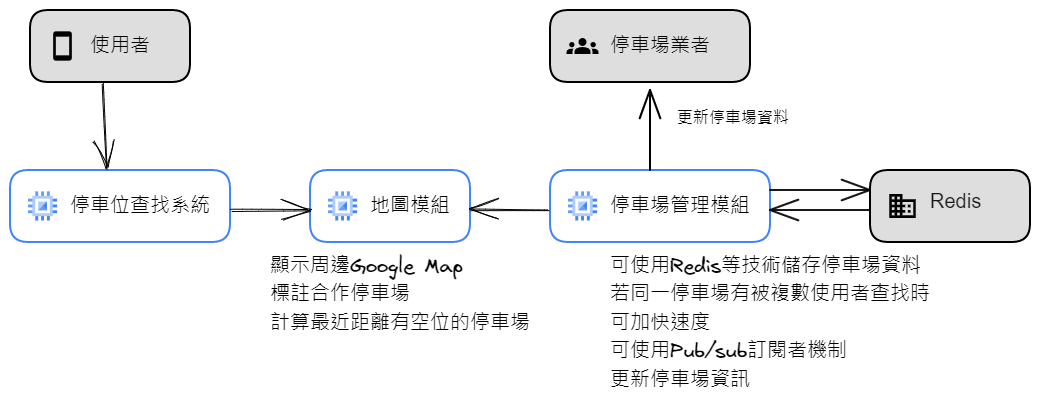 使用者
停車場業者
更新停車場資料
停車位查找系統
地圖模組
停車場管理模組
Redis
顯示周邊Google Map
標註合作停車場
計算最近距離有空位的停車場
可使用Redis等技術儲存停車場資料
若同一停車場有被複數使用者查找時
可加快速度
可使用Pub/sub訂閱者機制
更新停車場資訊